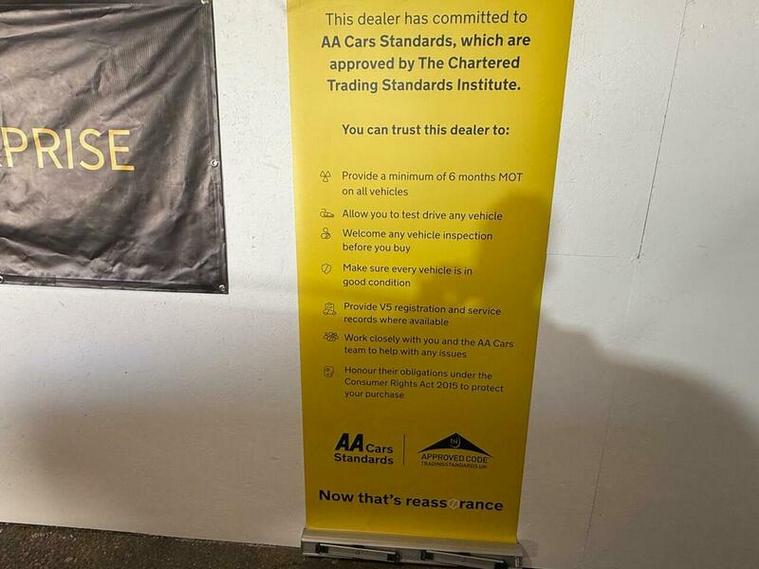 PRISE
This dealer has committed to
AA Cars Standards, which are
approved by The Chartered
Trading Standards Institute.
You can trust this dealer to:
Provide a minimum of 6 months MOT
on all vehicles
Allow you to test drive any vehicle
Welcome any vehicle inspection
before you buy
Make sure every vehicle is in
good condition
Provide V5 registration and service
records where available
Work closely with you and the AA Cars
team to help with any issues
Honour their obligations under the
Consumer Rights Act 2015 to protect
your purchase
AA Cars
Standards
tsi
APPROVED CODE
TRADINGSTANDARDS.UK
Now that's reassurance